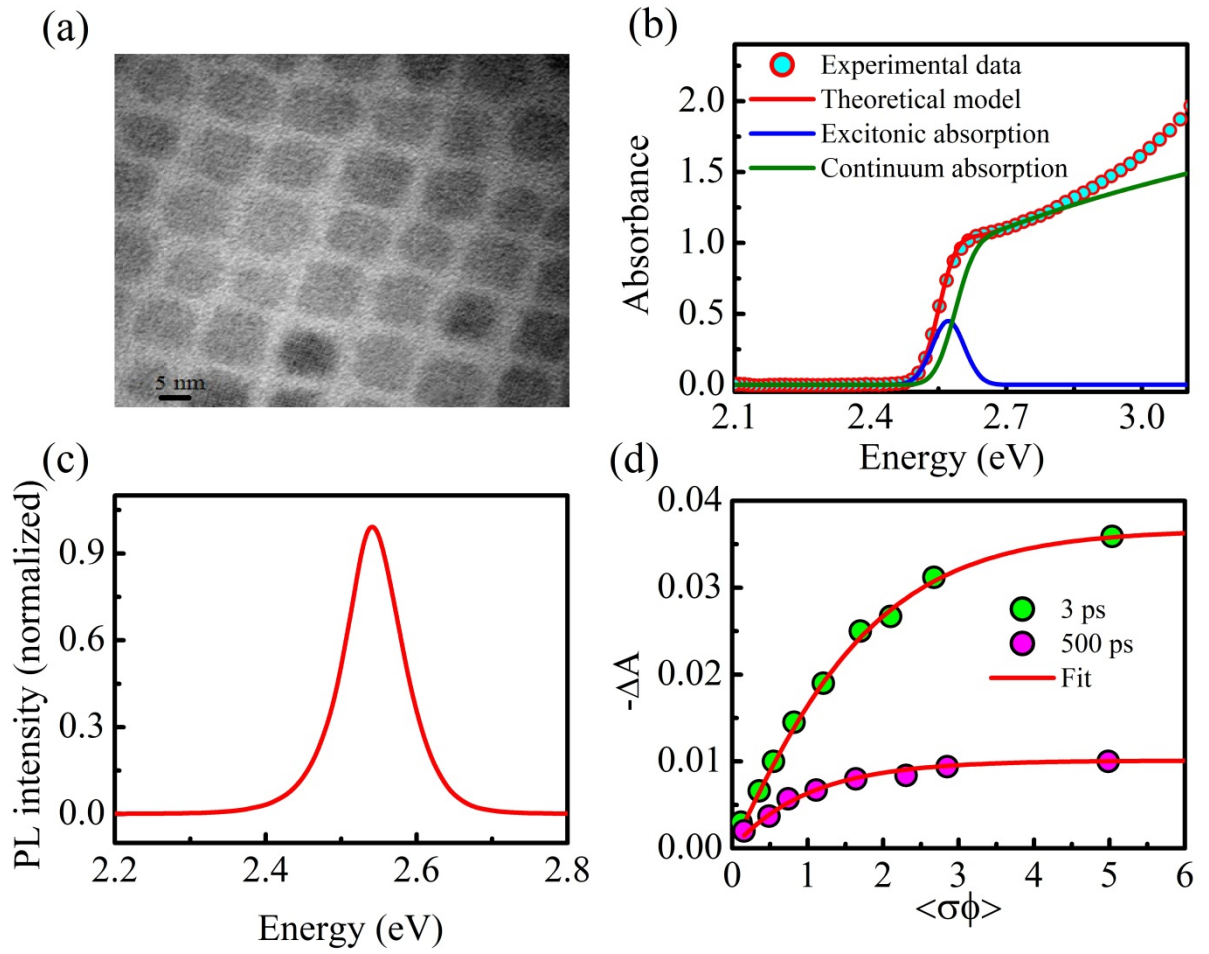 (a)
5 nm
(b)
Experimental data
Theoretical model
Excitonic absorption
Continuum absorption
2.0
1.5
1.0
0.5
0.0
Absorbance
2.1 2.4 2.7 3.0
Energy (eV)
(c)
PL intensity (normalized)
0.9
0.6
0.3
0.0
2.2 2.4 2.6 2.8
Energy (eV)
(d)
-ΔA
0.04
0.03
0.02
0.01
0.00
3 ps
500 ps
Fit
0 1 2 3 4 5 6
<σϕ>